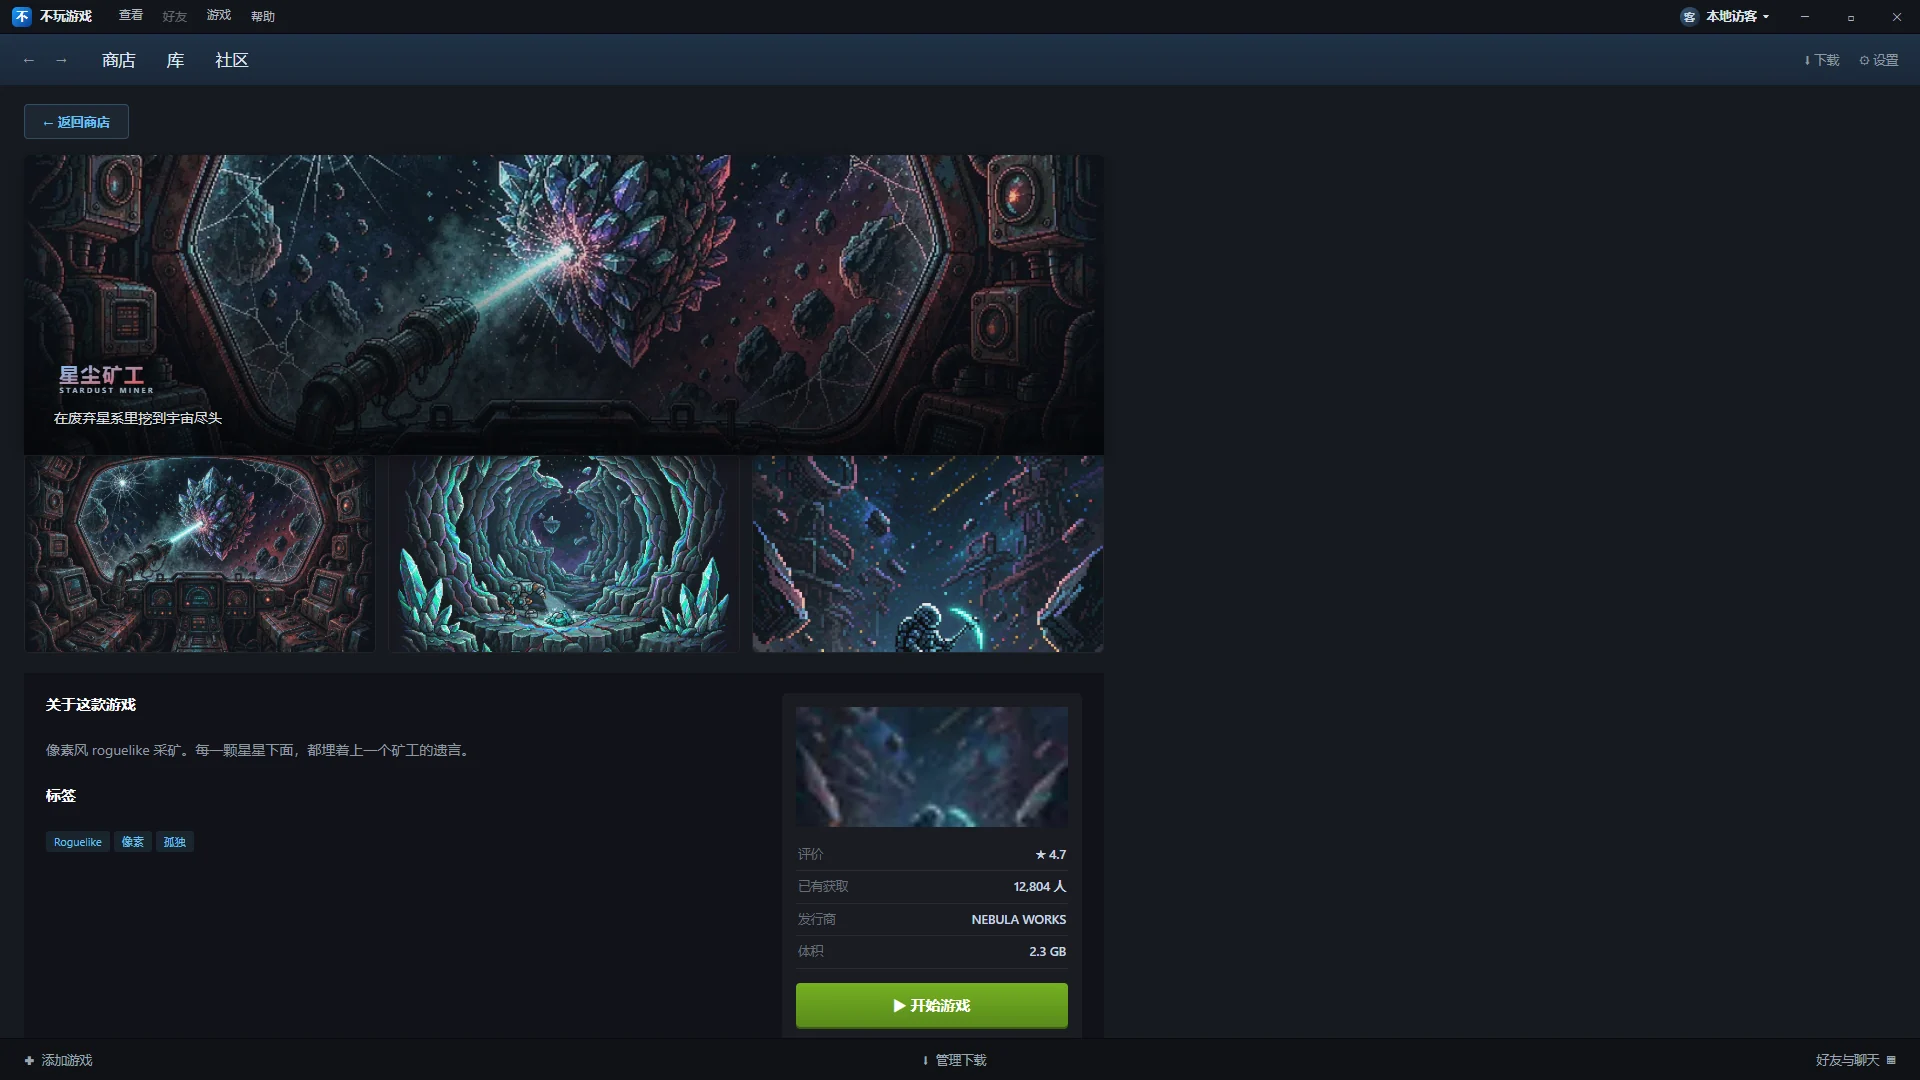 不 不玩游戏 查看 好友 游戏 帮助 客 本地访客
← → 商店 库 社区 下载 设置
← 返回商店
星尘矿工
STARDUST MINER
在废弃星系里挖到宇宙尽头
关于这款游戏
像素风 roguelike 采矿。每一颗星星下面，都埋着上一个矿工的遗言。
标签
Roguelike 像素 孤独
评价 ★ 4.7
已有获取 12,804 人
发行商 NEBULA WORKS
体积 2.3 GB
▶ 开始游戏
添加游戏 管理下载 好友与聊天